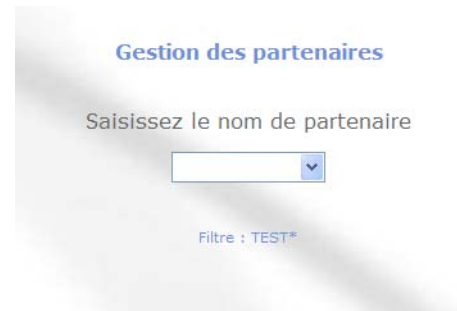 Gestion des partenaires
Saisissez le nom de partenaire
Filtre : TEST*